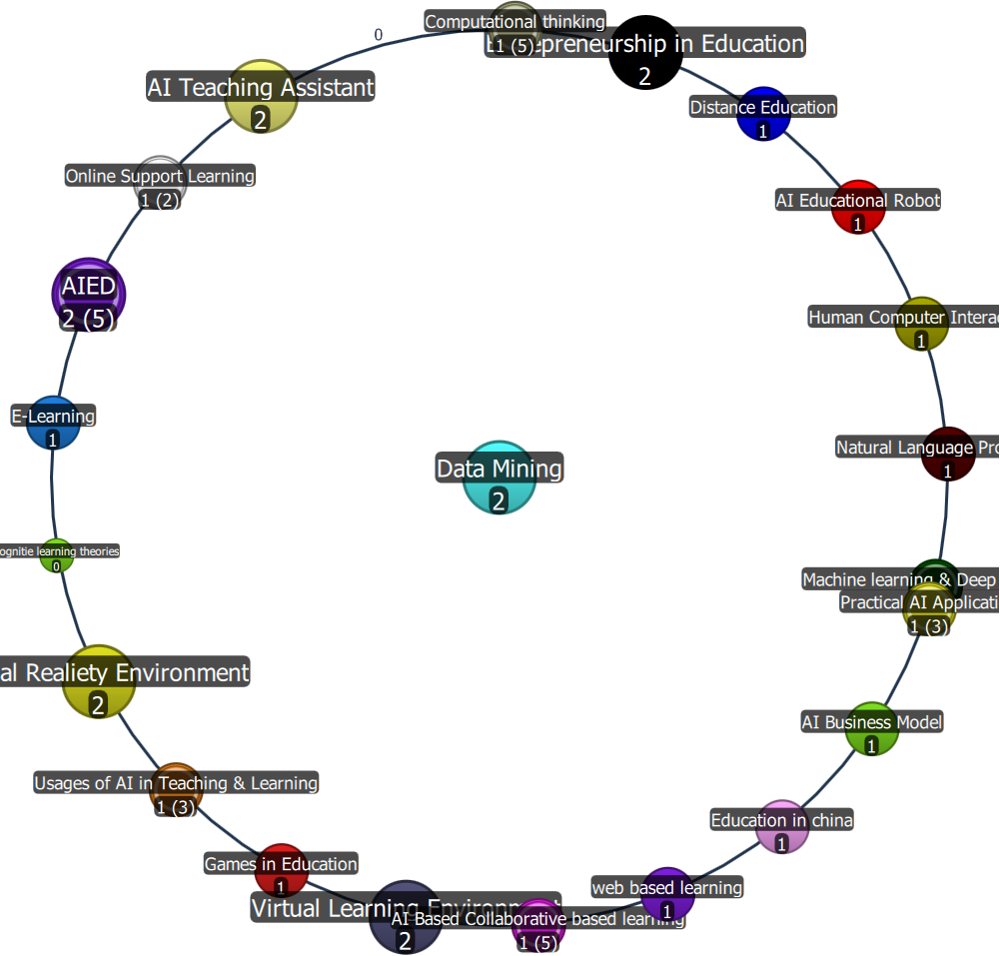 Computational thinking
1 (5)
0
preneurship in Education
2
AI Teaching Assistant
2
Distance Education
1
Online Support Learning
1 (2)
AI Educational Robot
1
AIED
2 (5)
Human Computer Interac
1
E-Learning
1
Natural Language Pro
1
Data Mining
2
ognitie learning theories
0
Machine learning & Deep
Practical AI Applicati
1 (3)
al Realiety Environment
2
AI Business Model
1
Usages of AI in Teaching & Learning
1 (3)
Education in china
1
Games in Education
1
web based learning
1
Virtual Learning Environment
2
AI Based Collaborative based learning
1 (5)